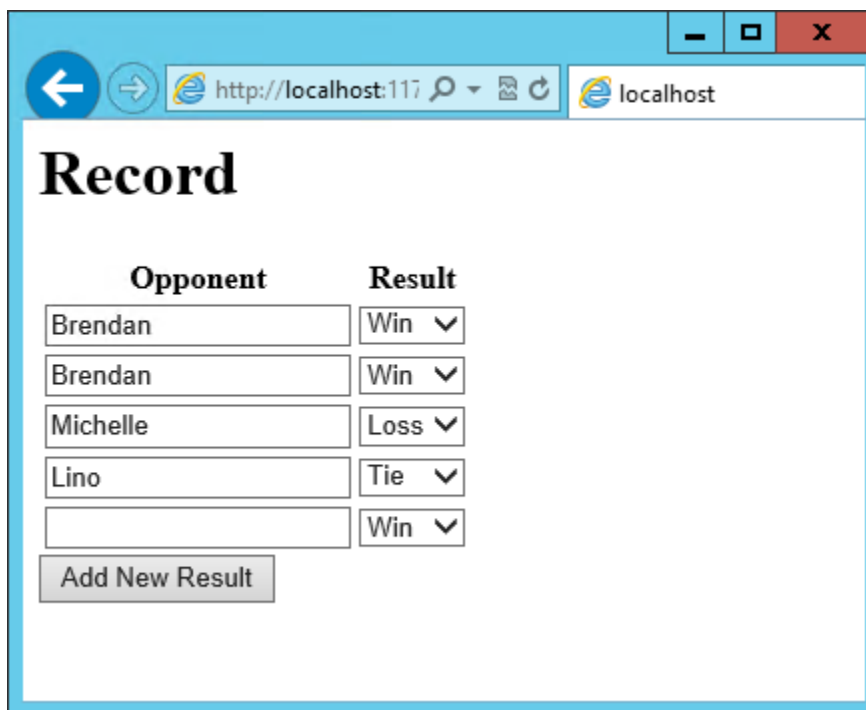 http://localhost:117
localhost
Record
Opponent Result
Brendan Win
Brendan Win
Michelle Loss
Lino Tie
Win
Add New Result